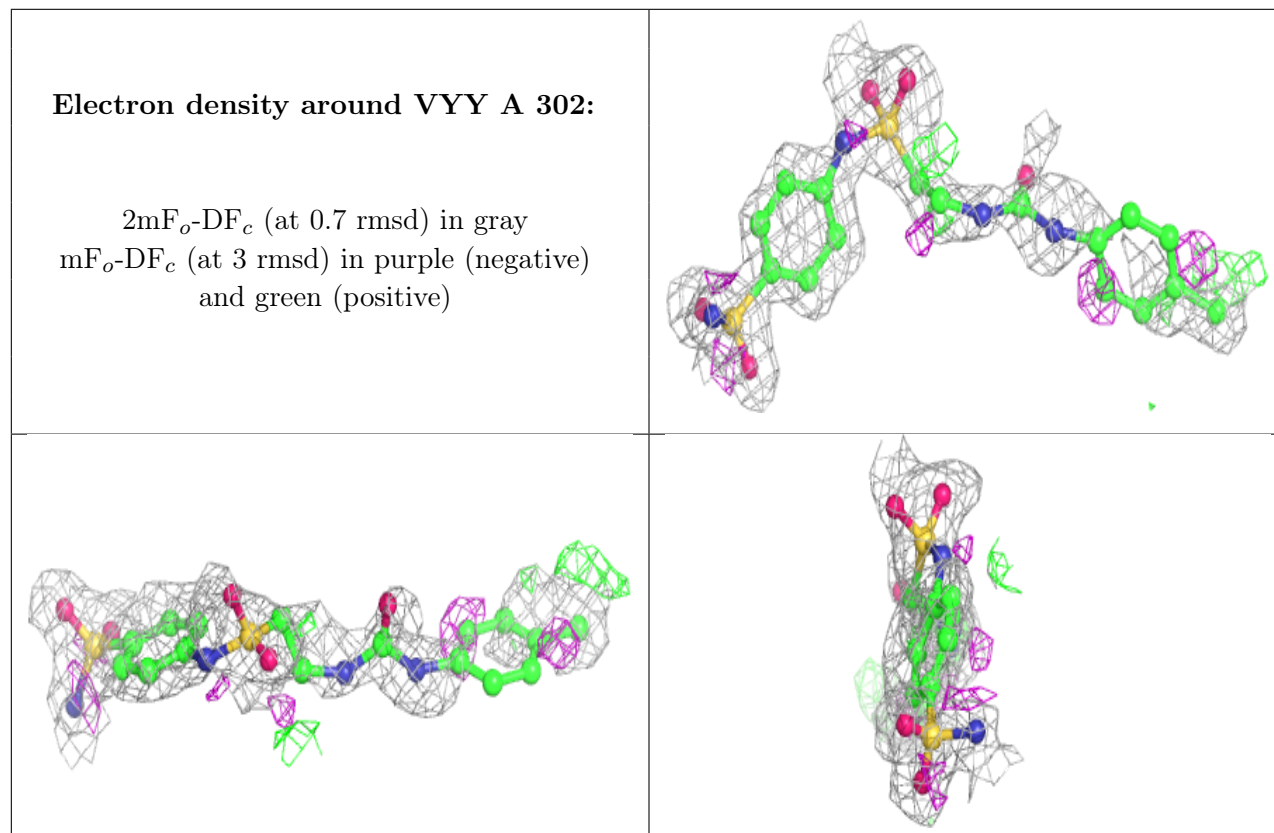 Electron density around VYY A 302:
2mFo-DFc (at 0.7 rmsd) in gray
mFo-DFc (at 3 rmsd) in purple (negative)
and green (positive)